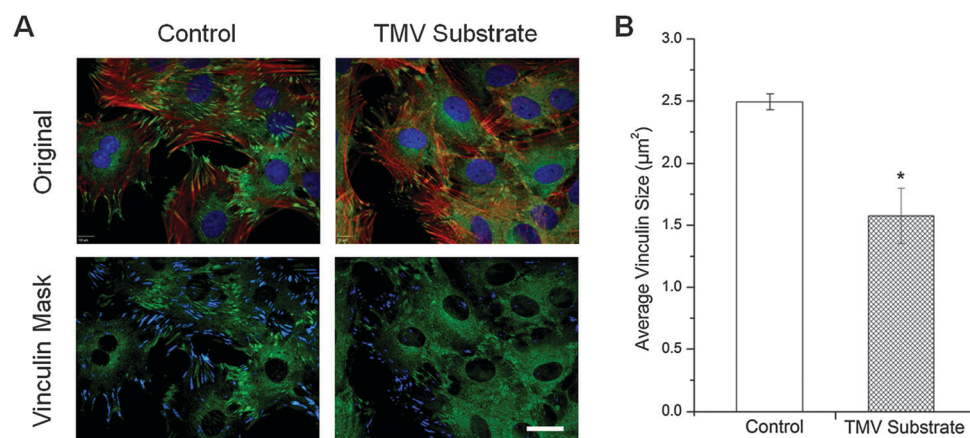 A
Control
TMV Substrate
Original
Vinculin Mask
B
Average Vinculin Size (µm²)
3.0
2.5
2.0
1.5
1.0
0.5
0.0
*
Control
TMV Substrate